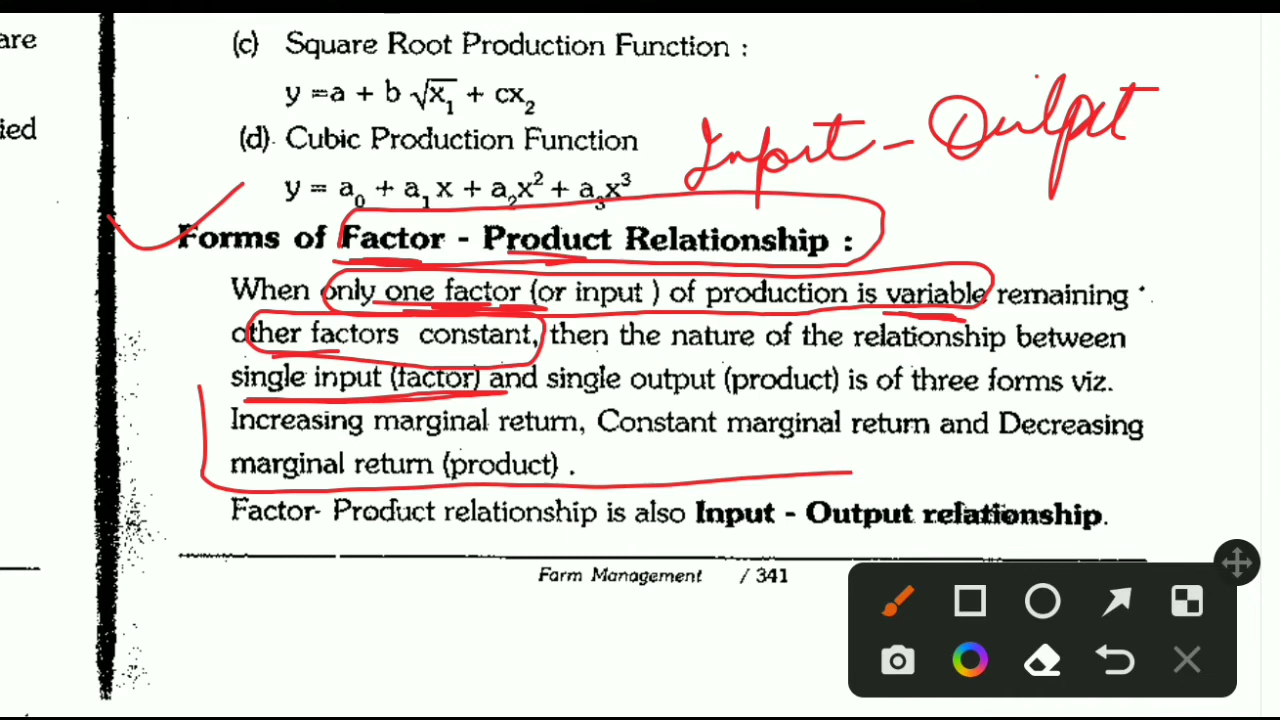 are
ied
(c) Square Root Production Function :
y =a + b √x₁ + cx₂
(d) Cubic Production Function
y = a₀ + a₁ x + a₂x² + a₃x³
Input - Output
Forms of Factor - Product Relationship :
When only one factor (or input ) of production is variable remaining
other factors constant, then the nature of the relationship between
single input (factor) and single output (product) is of three forms viz.
Increasing marginal return, Constant marginal return and Decreasing
marginal return (product) .
Factor- Product relationship is also Input - Output relationship.
Farm Management / 341